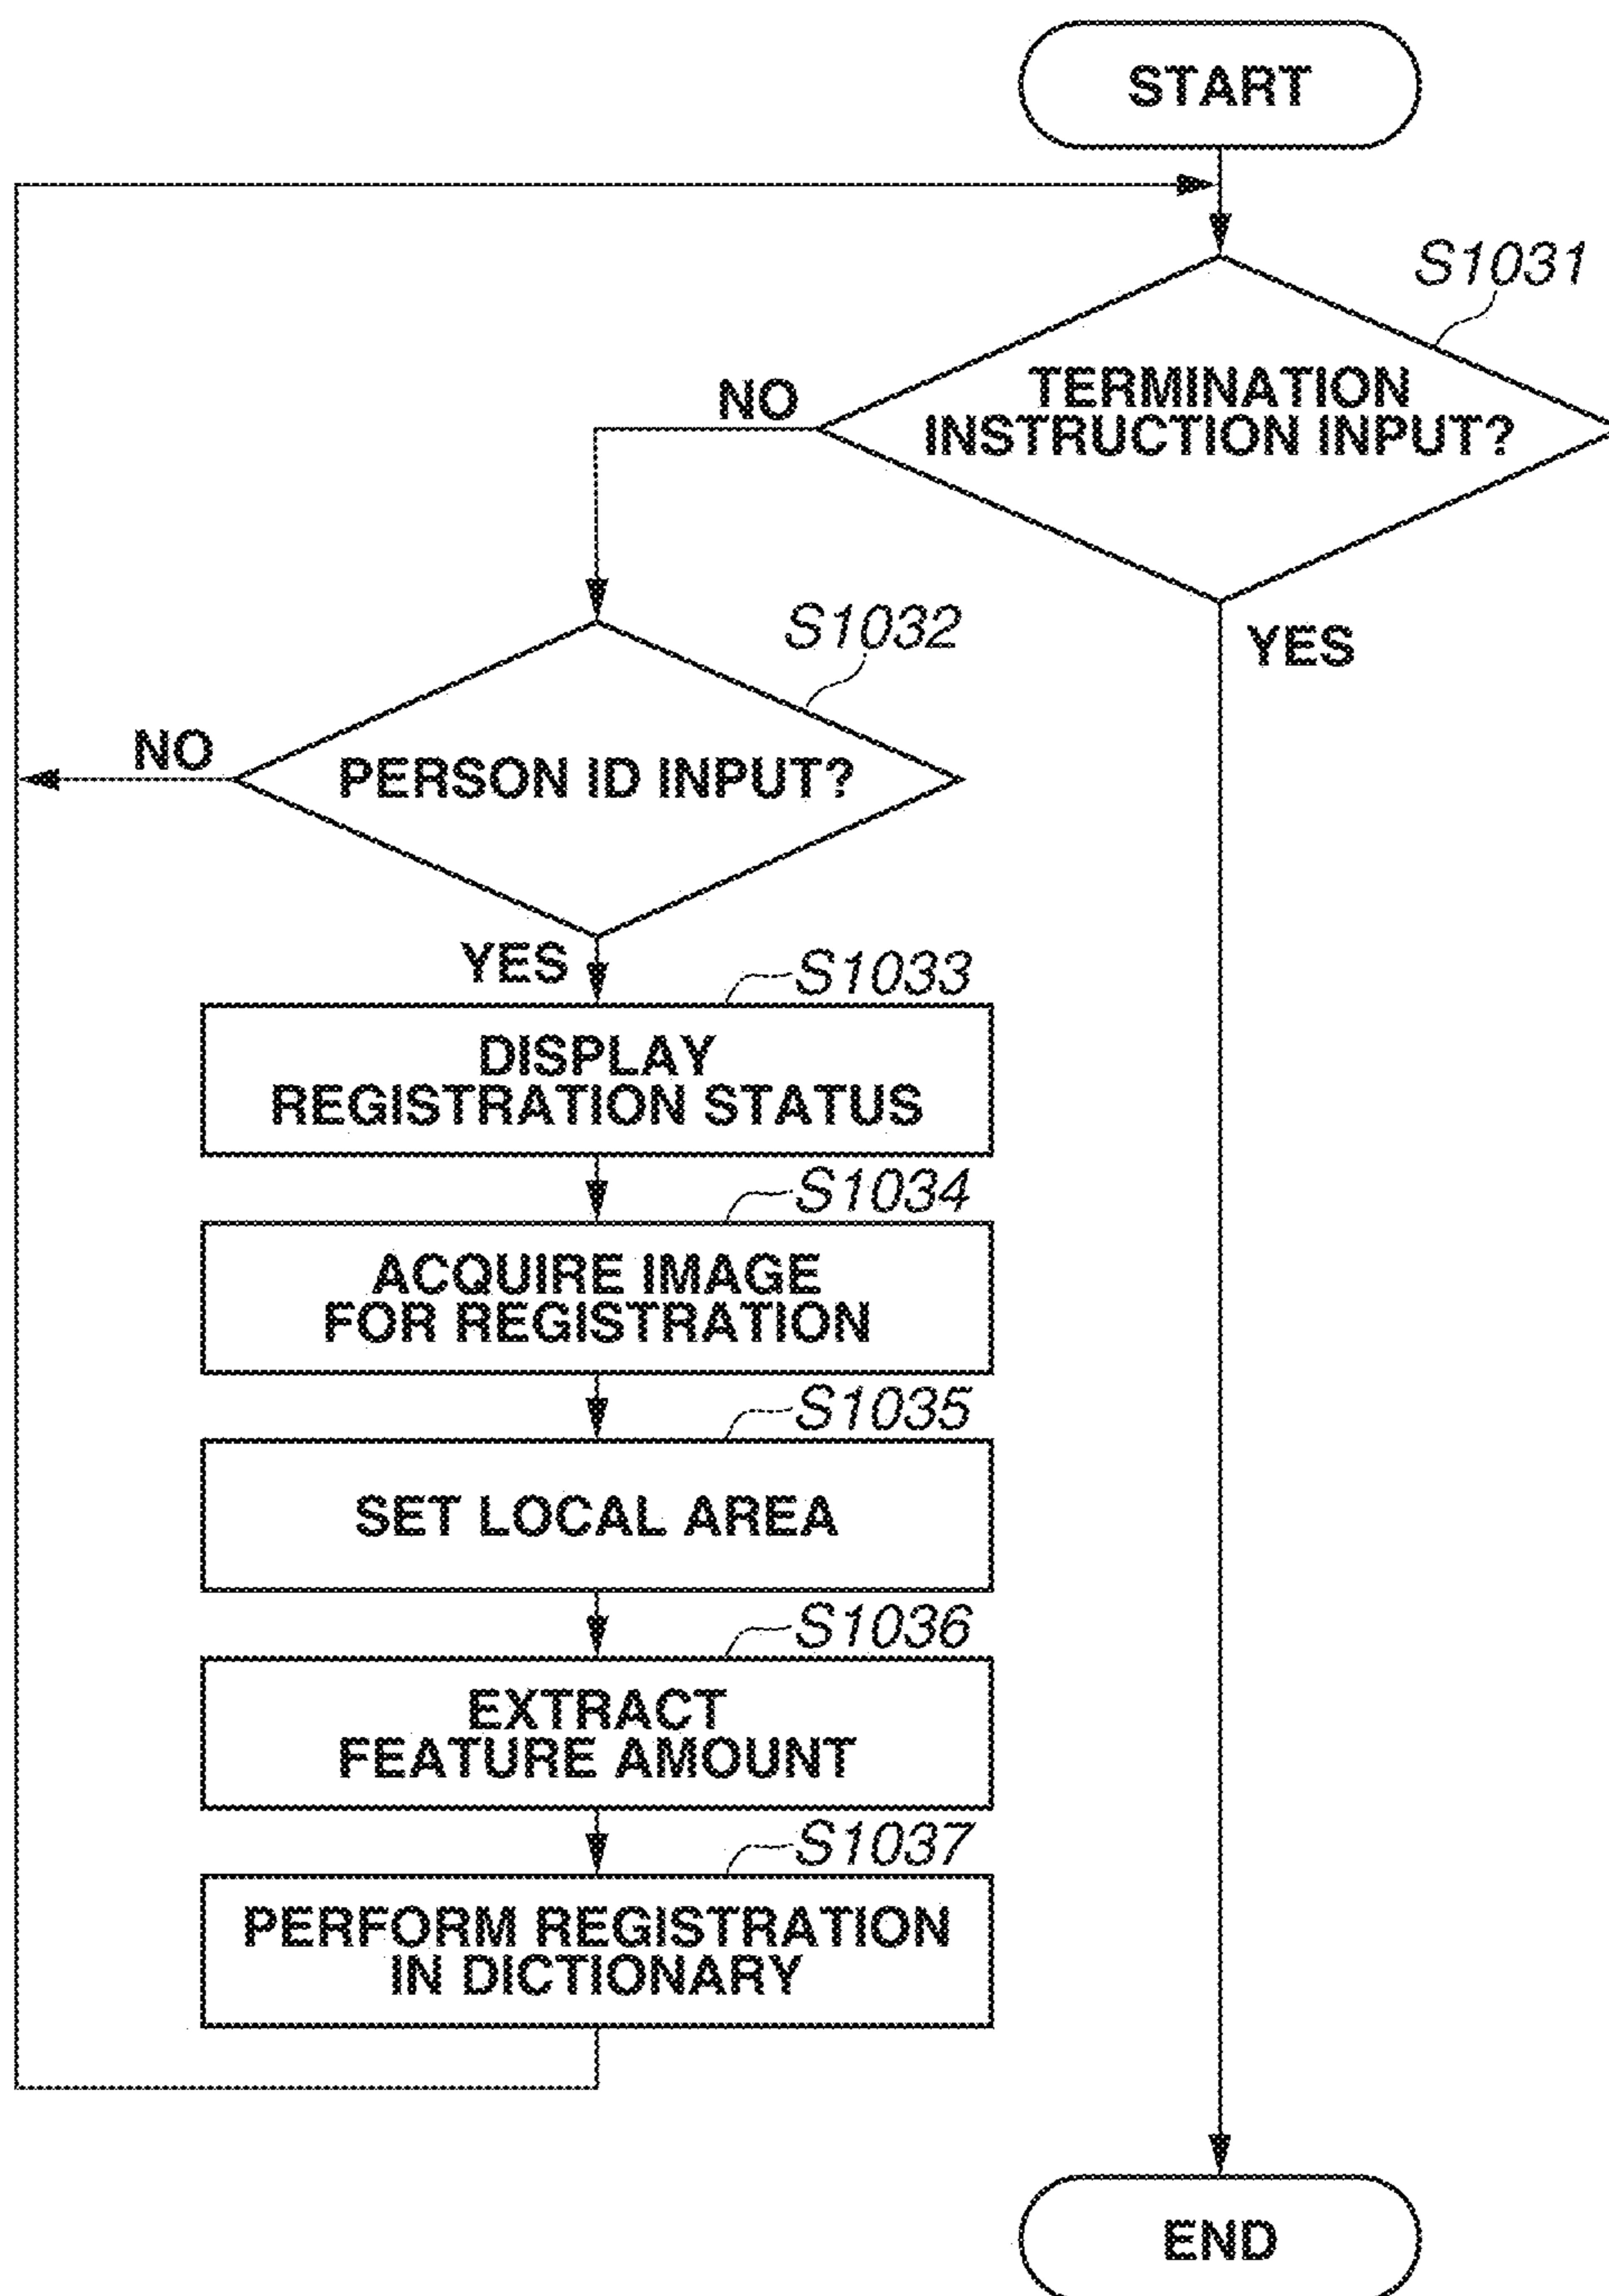 START
S1031
TERMINATION
INSTRUCTION INPUT?
NO
YES
S1032
PERSON ID INPUT?
NO
YES
S1033
DISPLAY
REGISTRATION STATUS
S1034
ACQUIRE IMAGE
FOR REGISTRATION
S1035
SET LOCAL AREA
S1036
EXTRACT
FEATURE AMOUNT
S1037
PERFORM REGISTRATION
IN DICTIONARY
END